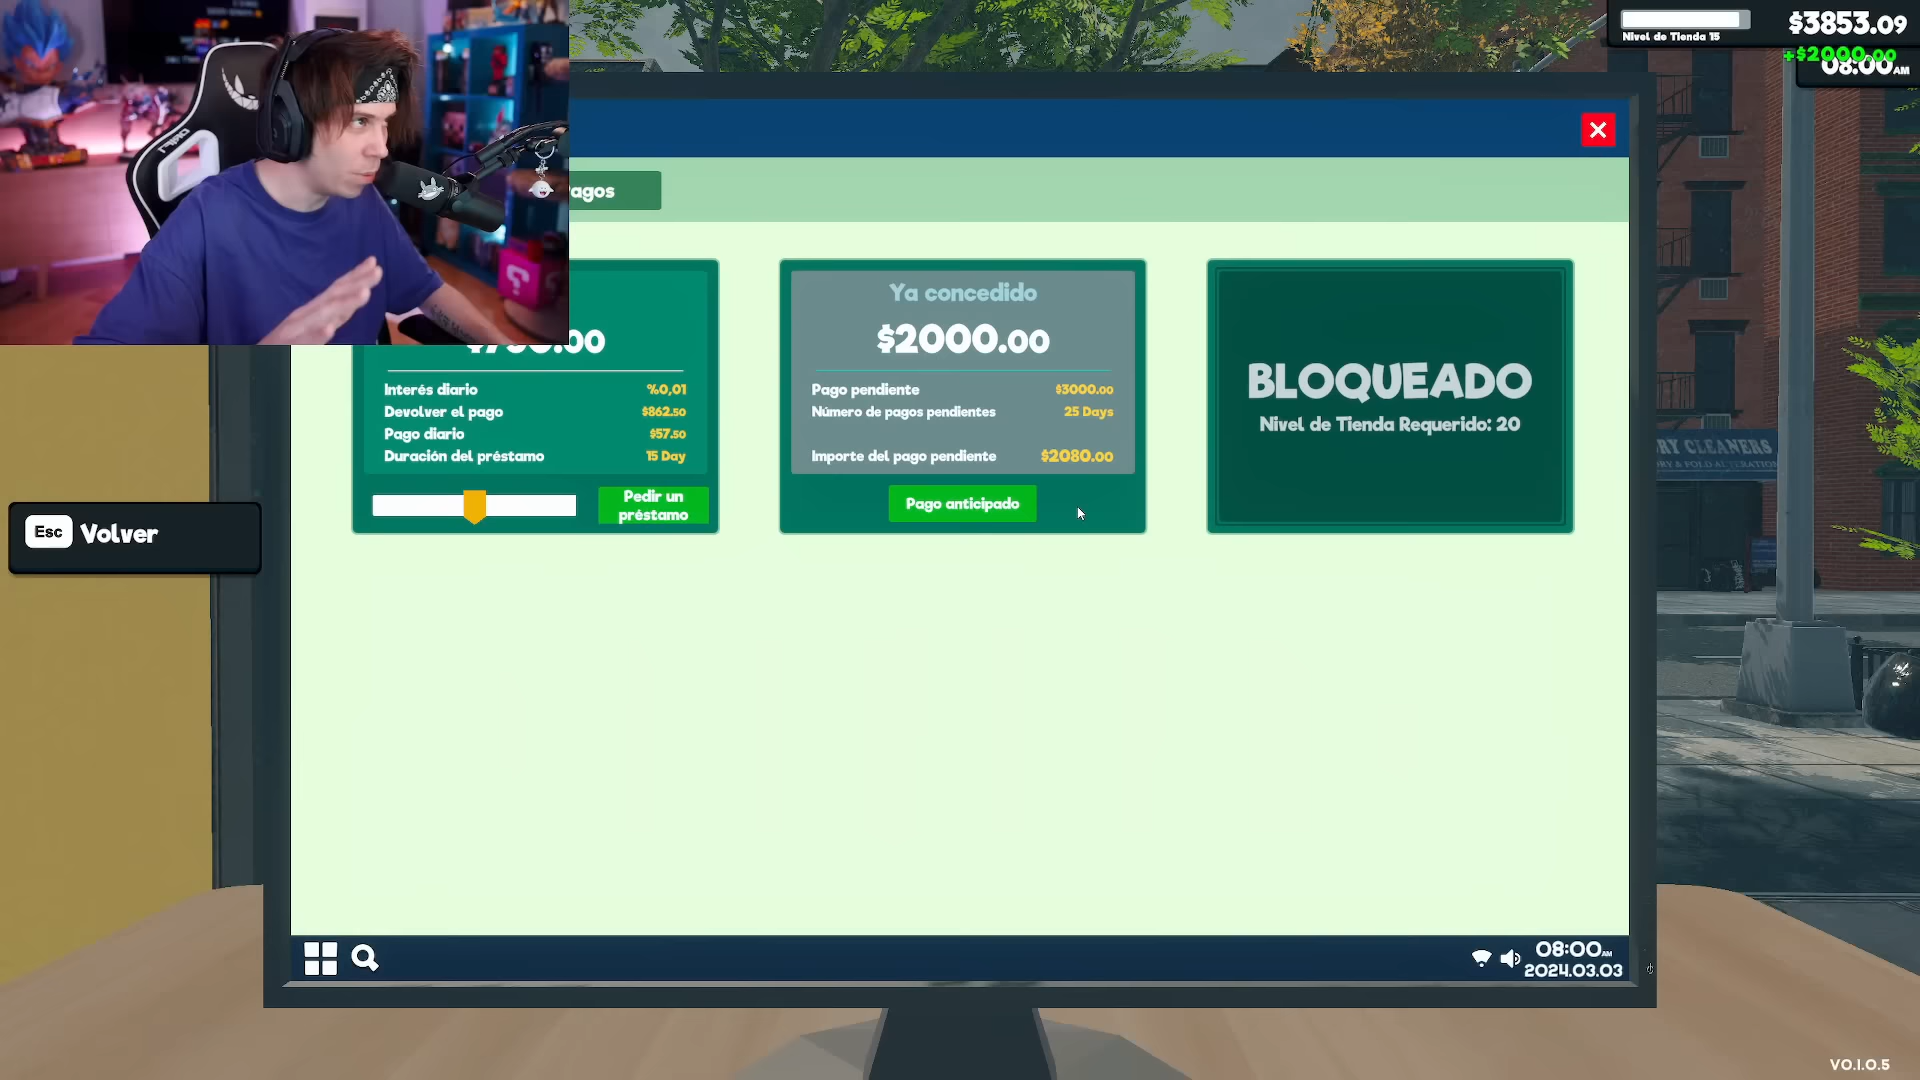 $3853.09
Nivel de Tienda 15
+$2000.00
08:00AM
agos
.00
Interés diario %0,01
Devolver el pago $862.50
Pago diario $57.50
Duración del préstamo 15 Day
Pedir un
préstamo
Ya concedido
$2000.00
Pago pendiente $3000.00
Número de pagos pendientes 25 Days
Importe del pago pendiente $2080.00
Pago anticipado
BLOQUEADO
Nivel de Tienda Requerido: 20
RY CLEANERS
Esc Volver
08:00AM
2024.03.03
V0.1.0.5